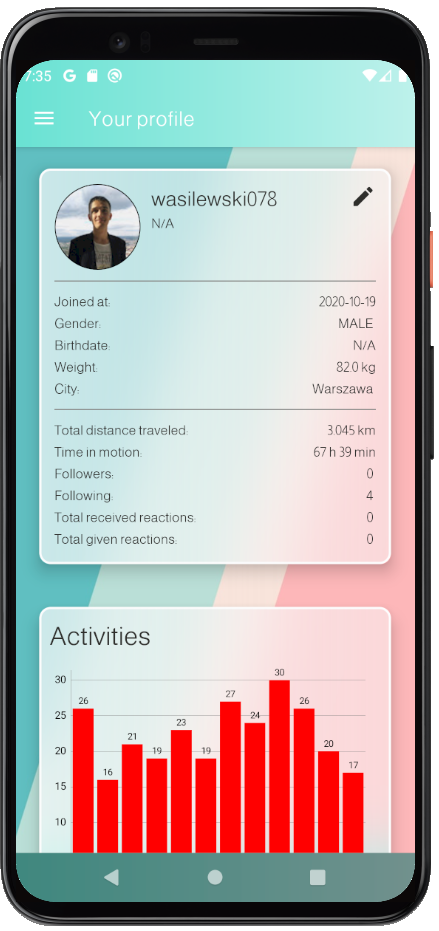 7:35
Your profile
wasilewski078
N/A
Joined at: 2020-10-19
Gender: MALE
Birthdate: N/A
Weight: 82.0 kg
City: Warszawa
Total distance traveled: 3.045 km
Time in motion: 67 h 39 min
Followers: 0
Following: 4
Total received reactions: 0
Total given reactions: 0
Activities
30
25
20
15
10
26 16 21 19 23 19 27 24 30 26 20 17